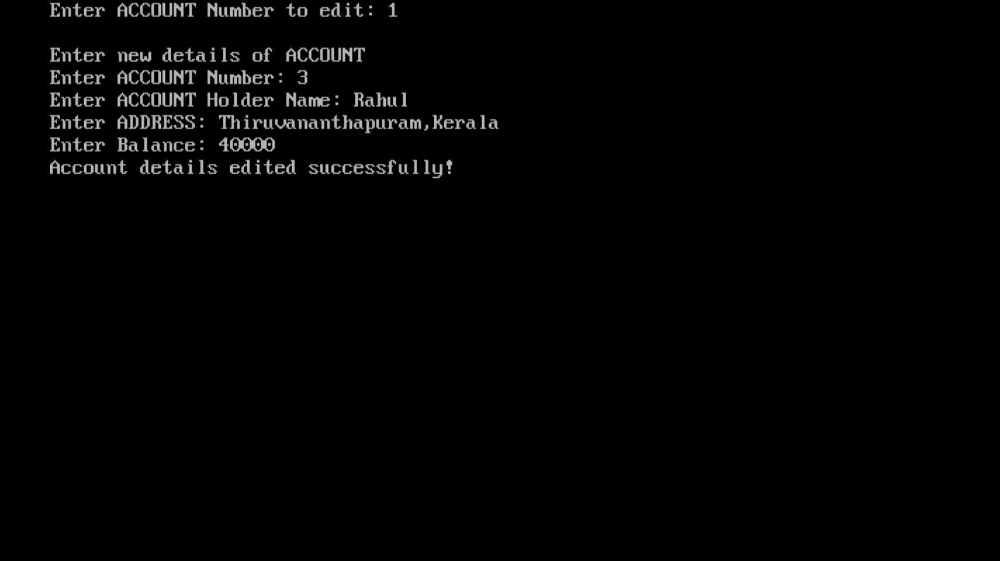 Enter ACCOUNT Number to edit: 1
Enter new details of ACCOUNT
Enter ACCOUNT Number: 3
Enter ACCOUNT Holder Name: Rahul
Enter ADDRESS: Thiruvananthapuram,Kerala
Enter Balance: 40000
Account details edited successfully!